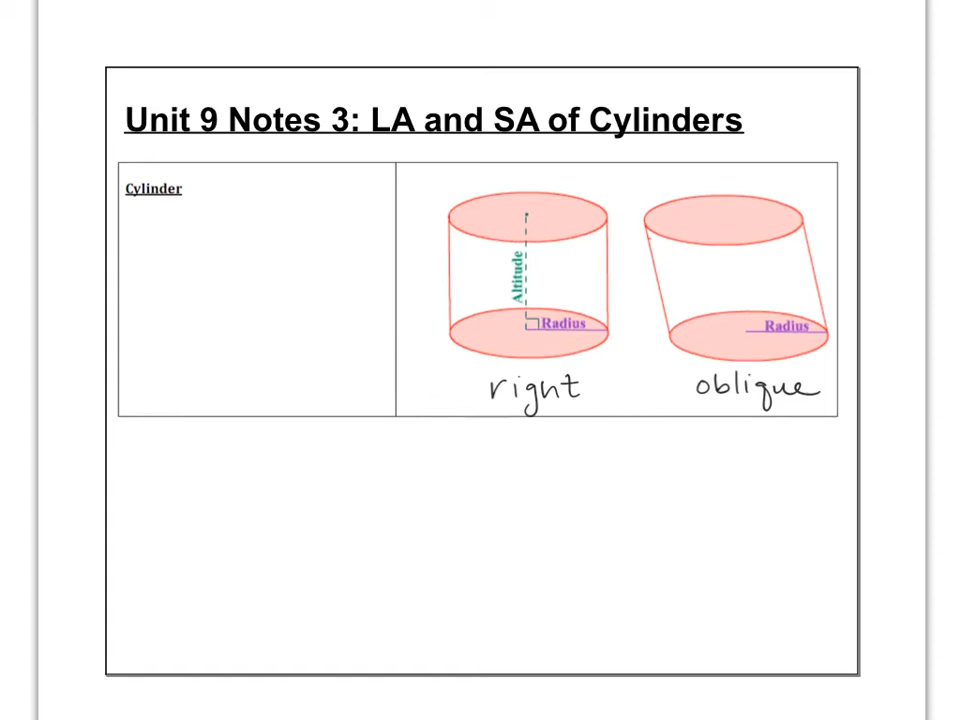 Unit 9 Notes 3: LA and SA of Cylinders
Cylinder
Altitude
Radius
Radius
right
oblique